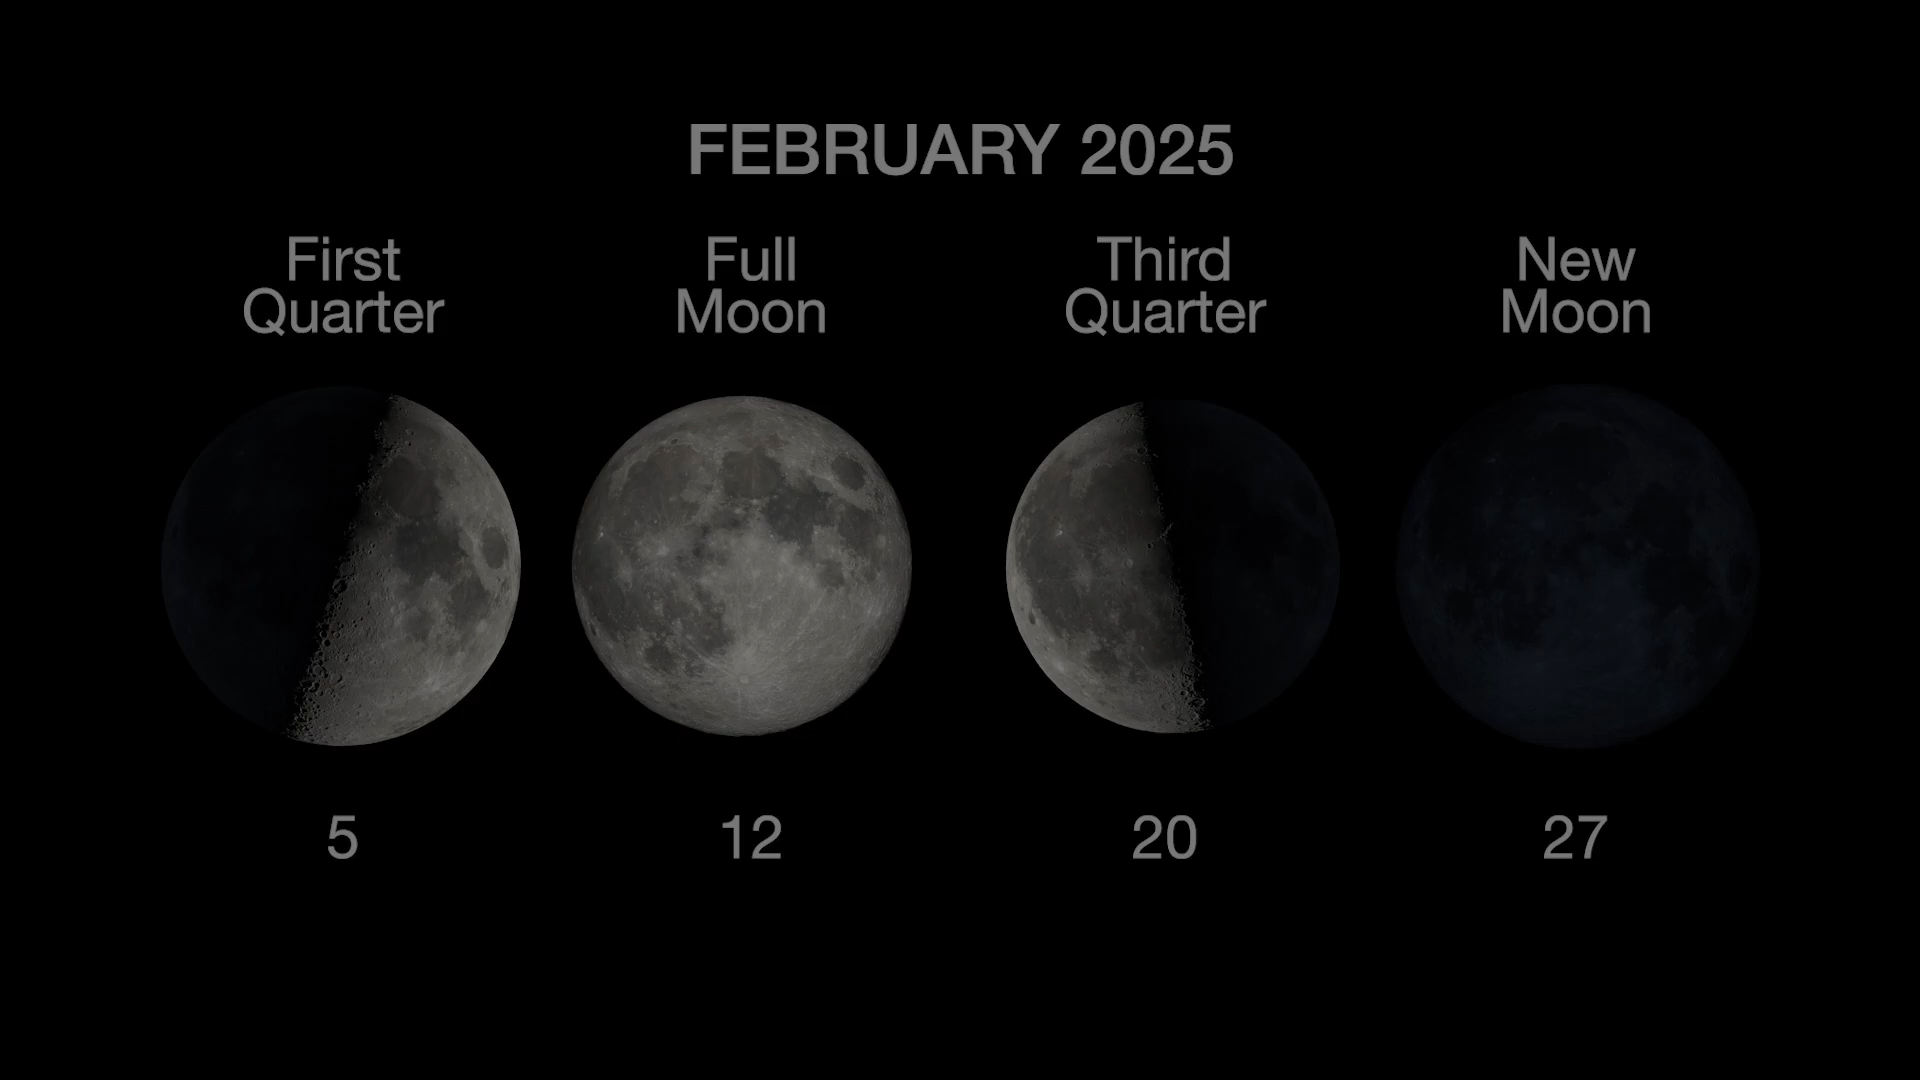 FEBRUARY 2025
First
Quarter
Full
Moon
Third
Quarter
New
Moon
5
12
20
27